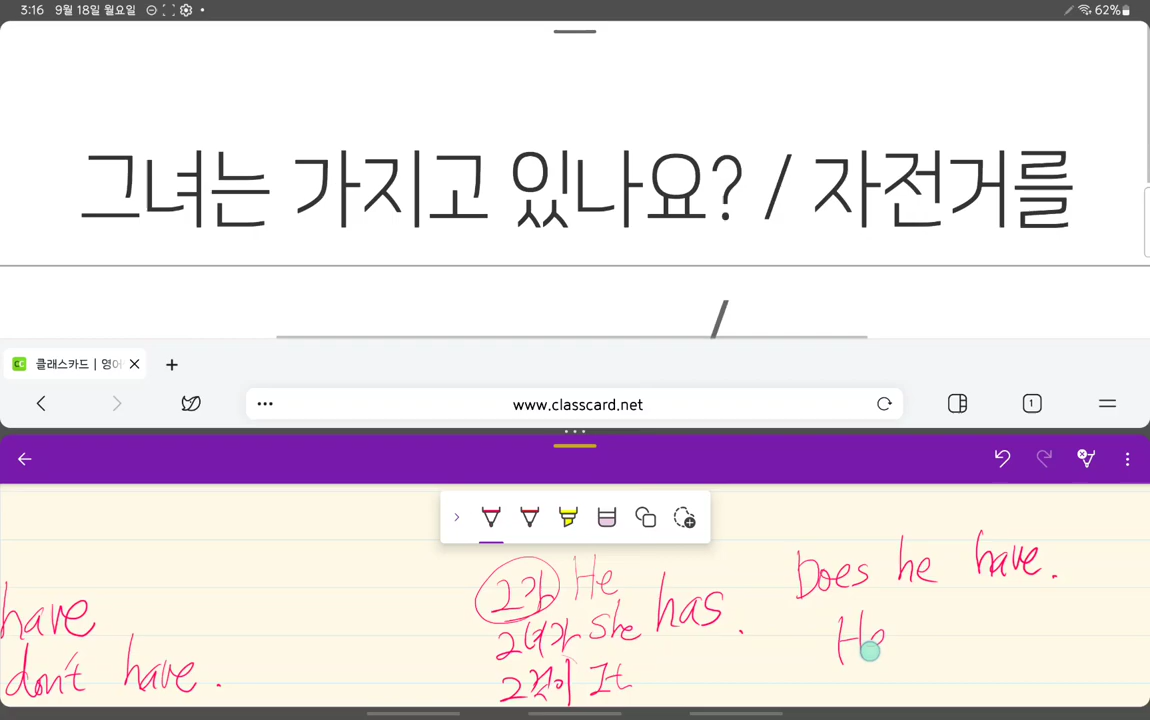 3:16 9월 18일 월요일 62%
그녀는 가지고 있나요? / 자전거를
/
클래스카드 | 영어
www.classcard.net
have
don't have.
그가 He
그녀가 She has.
그것이 It
Does he have.
He